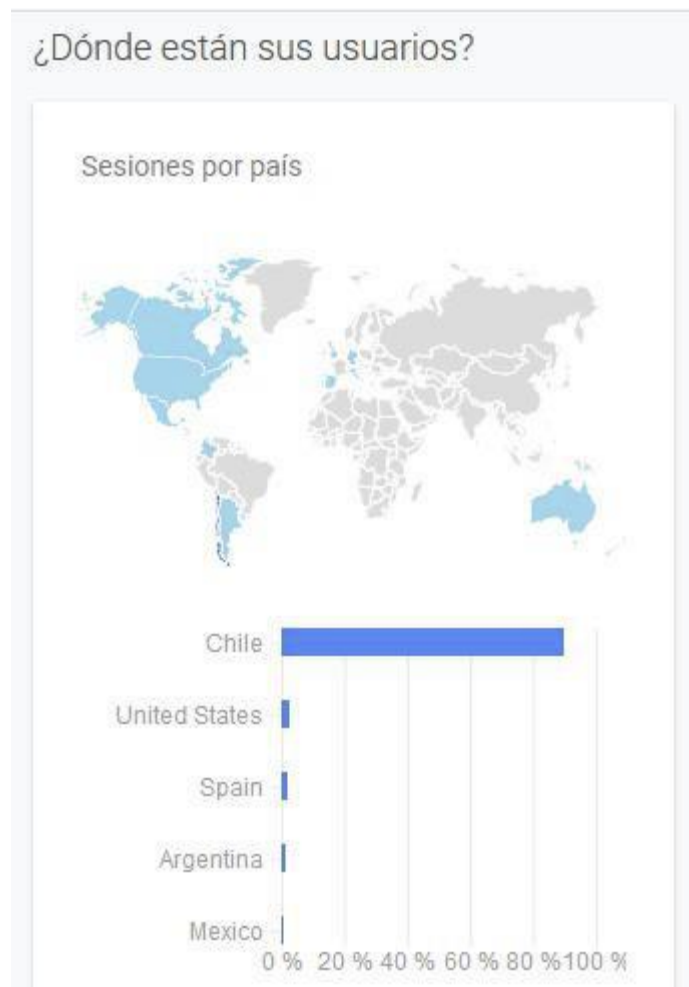 ¿Dónde están sus usuarios?
Sesiones por país
Chile
United States
Spain
Argentina
Mexico
0 % 20 % 40 % 60 % 80 % 100 %